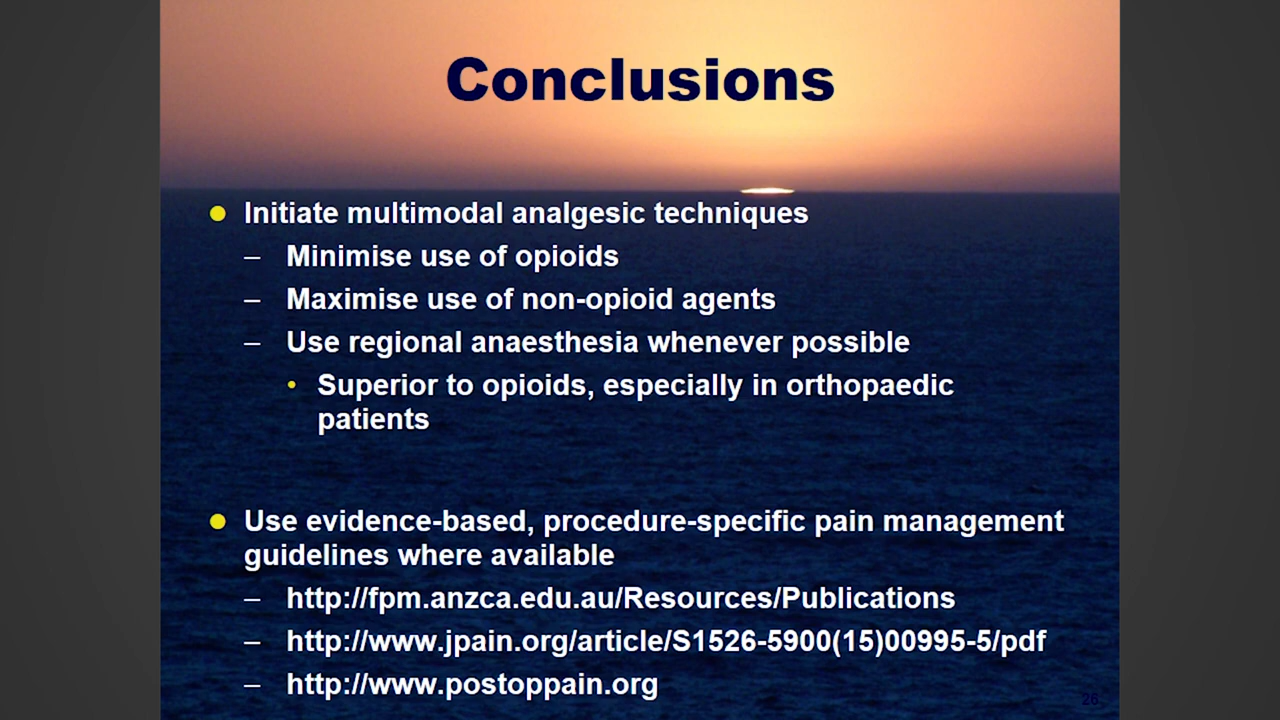 Conclusions
● Initiate multimodal analgesic techniques
– Minimise use of opioids
– Maximise use of non-opioid agents
– Use regional anaesthesia whenever possible
• Superior to opioids, especially in orthopaedic
patients
● Use evidence-based, procedure-specific pain management
guidelines where available
– http://fpm.anzca.edu.au/Resources/Publications
– http://www.jpain.org/article/S1526-5900(15)00995-5/pdf
– http://www.postoppain.org
26